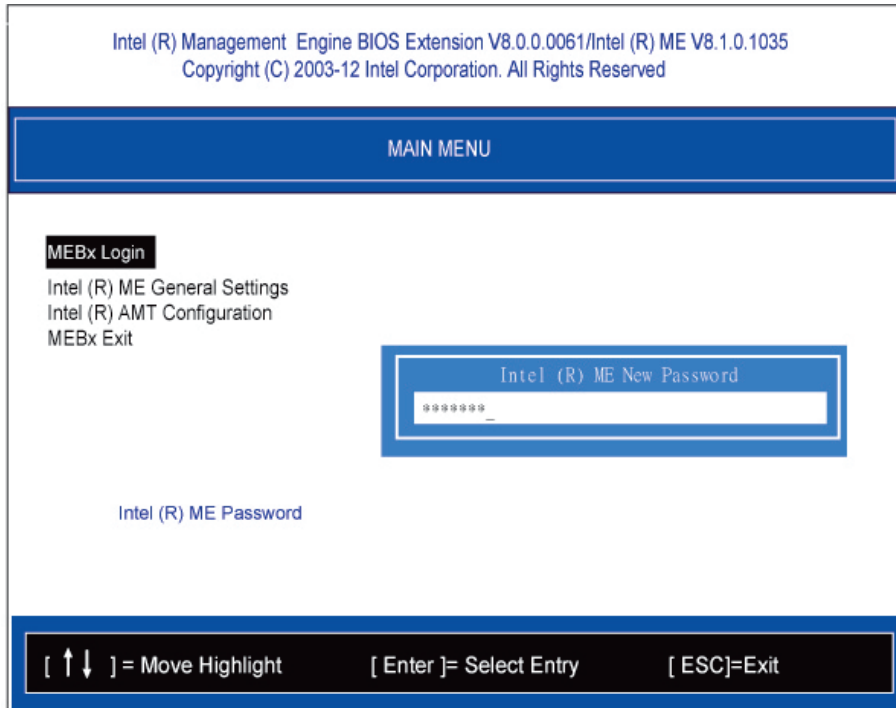 Intel (R) Management Engine BIOS Extension V8.0.0.0061/Intel (R) ME V8.1.0.1035
Copyright (C) 2003-12 Intel Corporation. All Rights Reserved
MAIN MENU
MEBx Login
Intel (R) ME General Settings
Intel (R) AMT Configuration
MEBx Exit
Intel (R) ME New Password
*******_
Intel (R) ME Password
[ ↑↓ ] = Move Highlight [ Enter ]= Select Entry [ ESC]=Exit